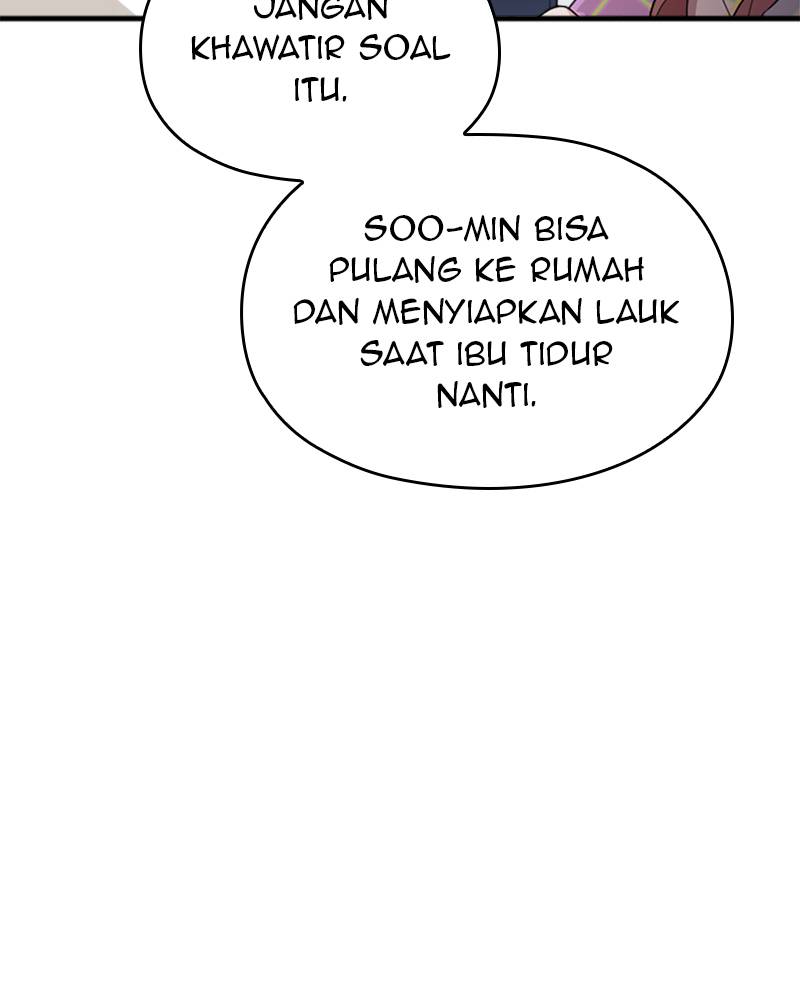 JANGAN
KHAWATIR SOAL
ITU.
SOO-MIN BISA
PULANG KE RUMAH
DAN MENYIAPKAN LAUK
SAAT IBU TIDUR
NANTI.